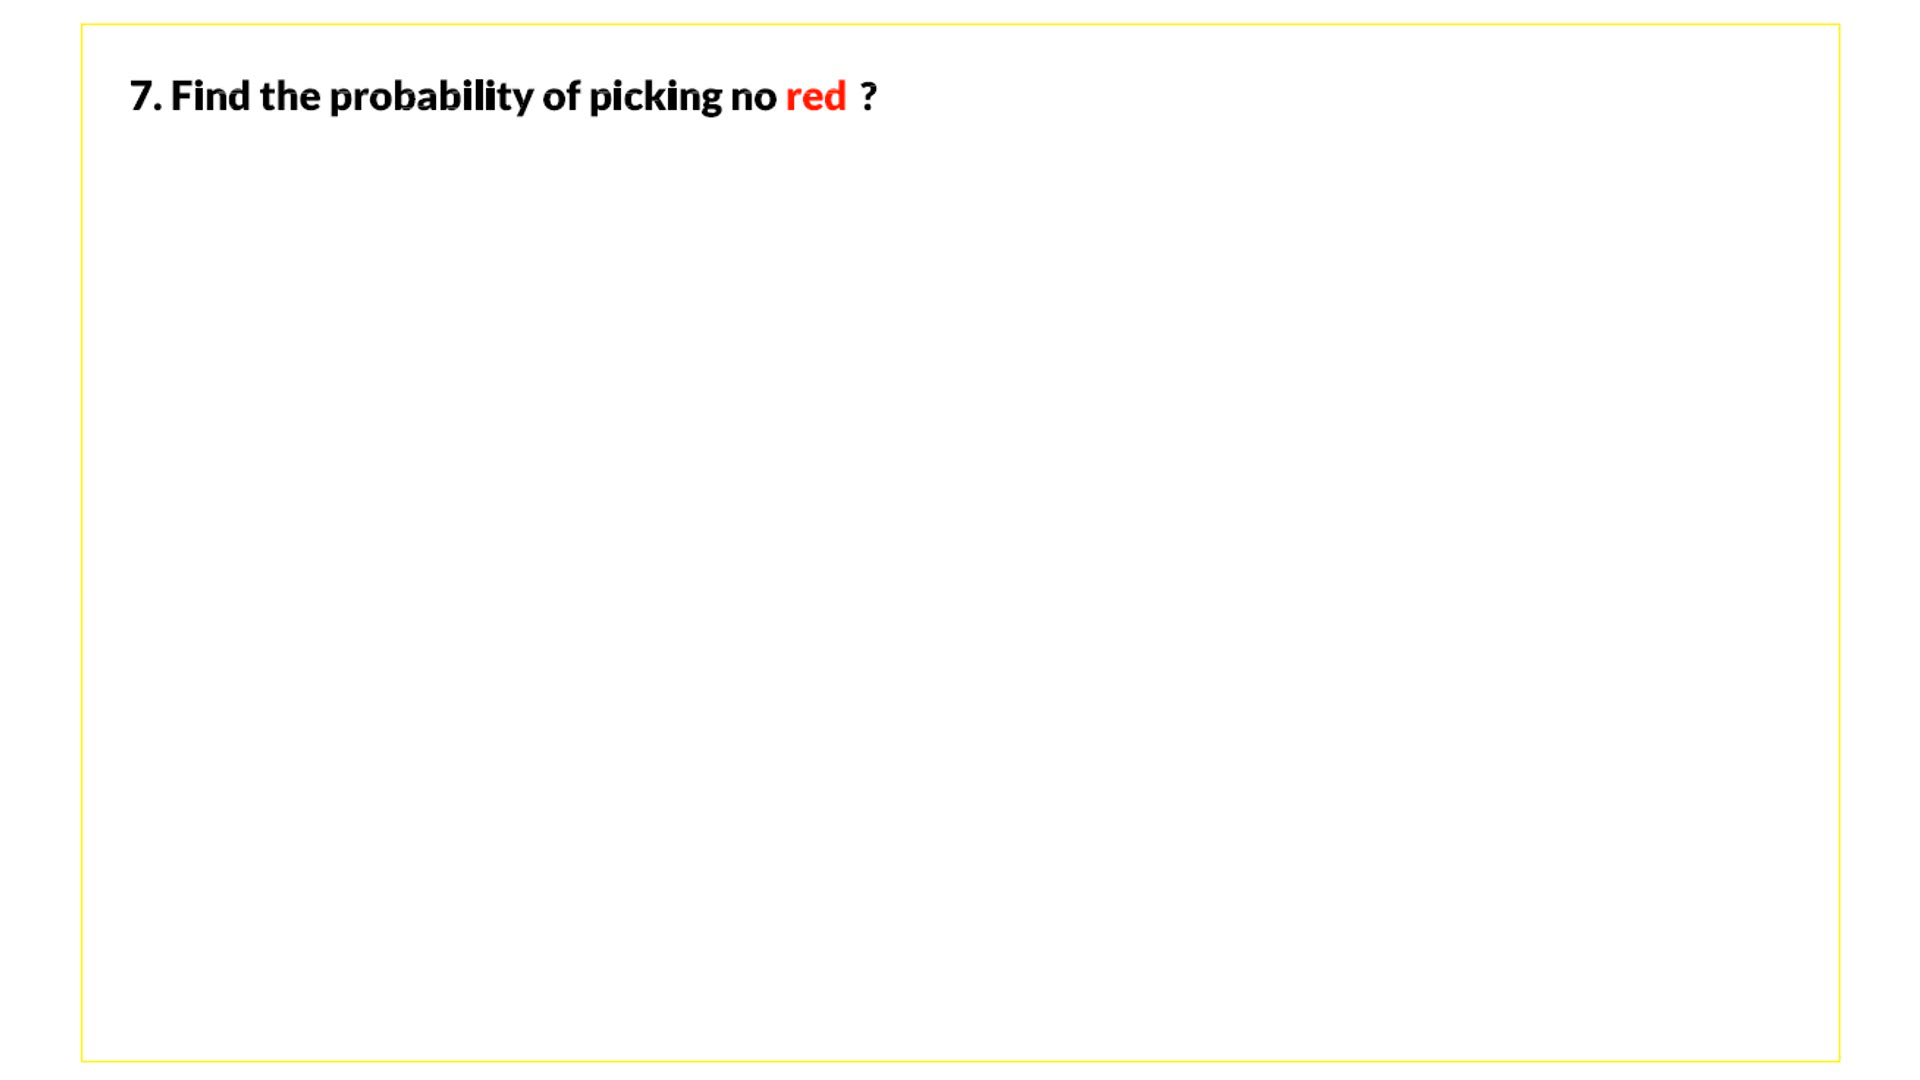 7. Find the probability of picking no red ?